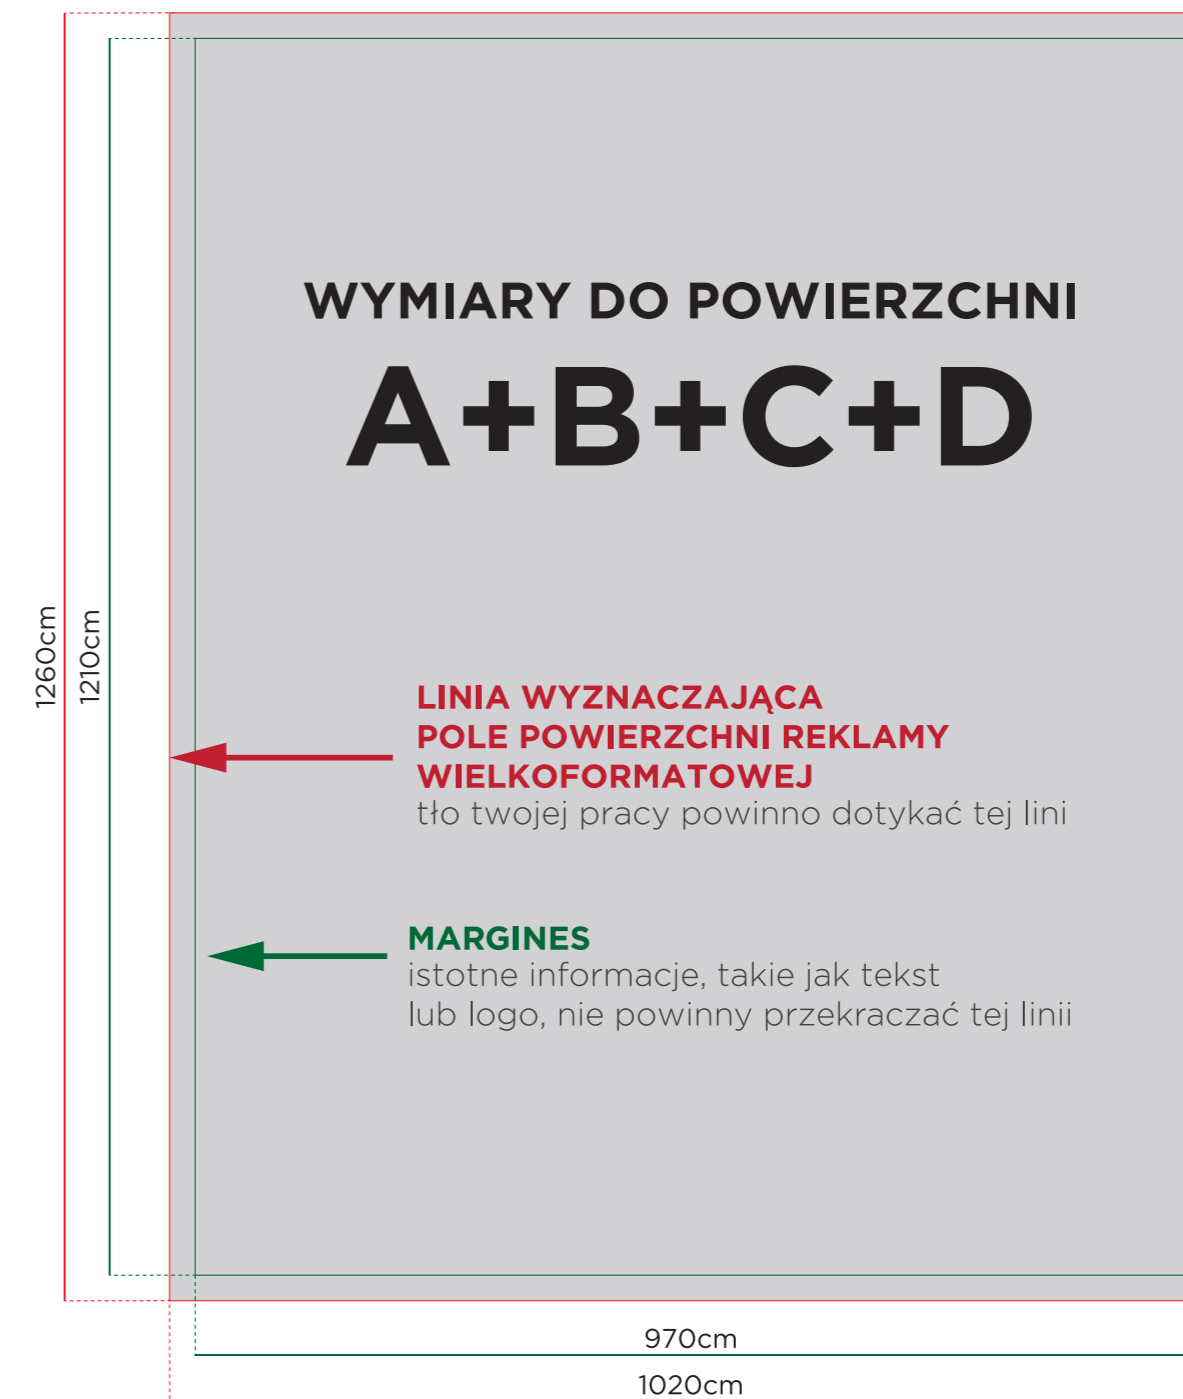 WYMIARY DO POWIERZCHNI
A+B+C+D
1260cm
1210cm
LINIA WYZNACZAJĄCA
POLE POWIERZCHNI REKLAMY
WIELKOFORMATOWEJ
tło twojej pracy powinno dotykać tej lini
MARGINES
istotne informacje, takie jak tekst
lub logo, nie powinny przekraczać tej linii
970cm
1020cm